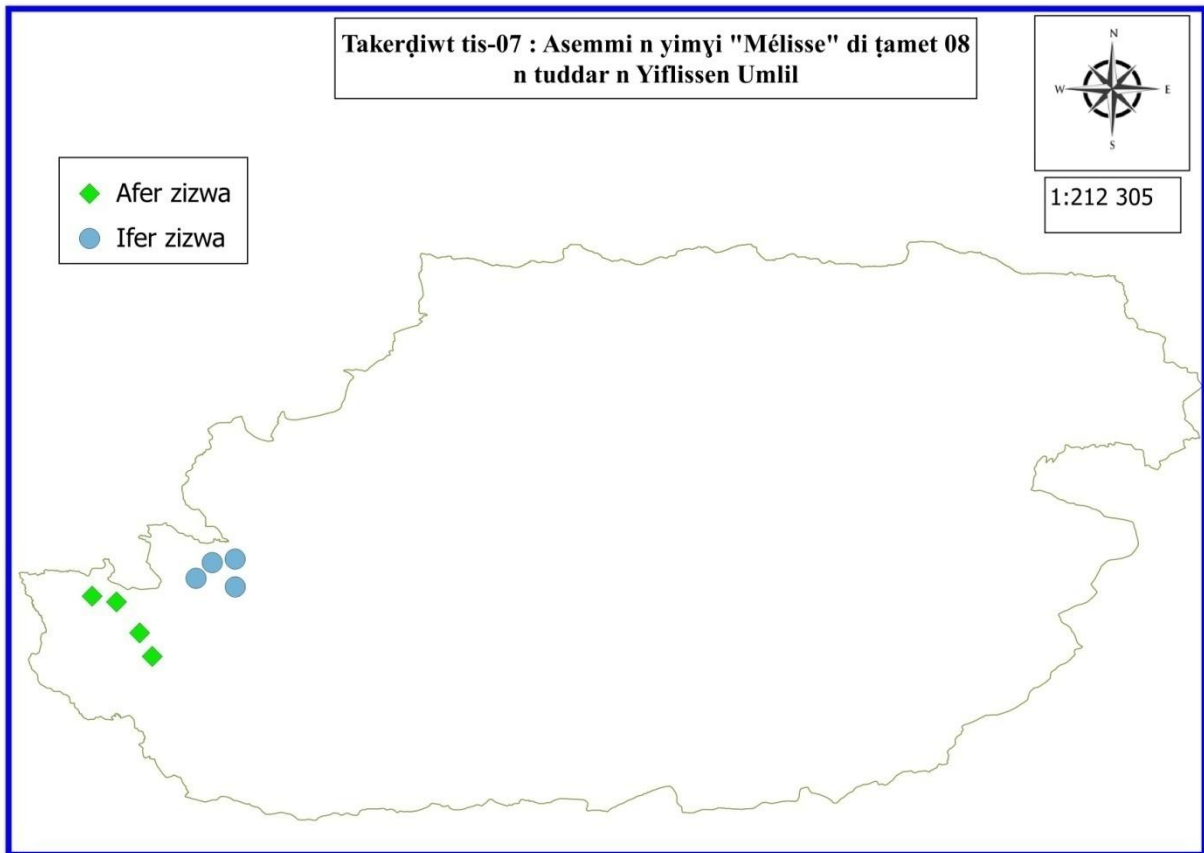 Takerḍiwt tis-07 : Asemmi n yimɣi "Mélisse" di ṭamet 08
n tuddar n Yiflissen Umlil
N
W
E
S
1:212 305
Afer zizwa
Ifer zizwa